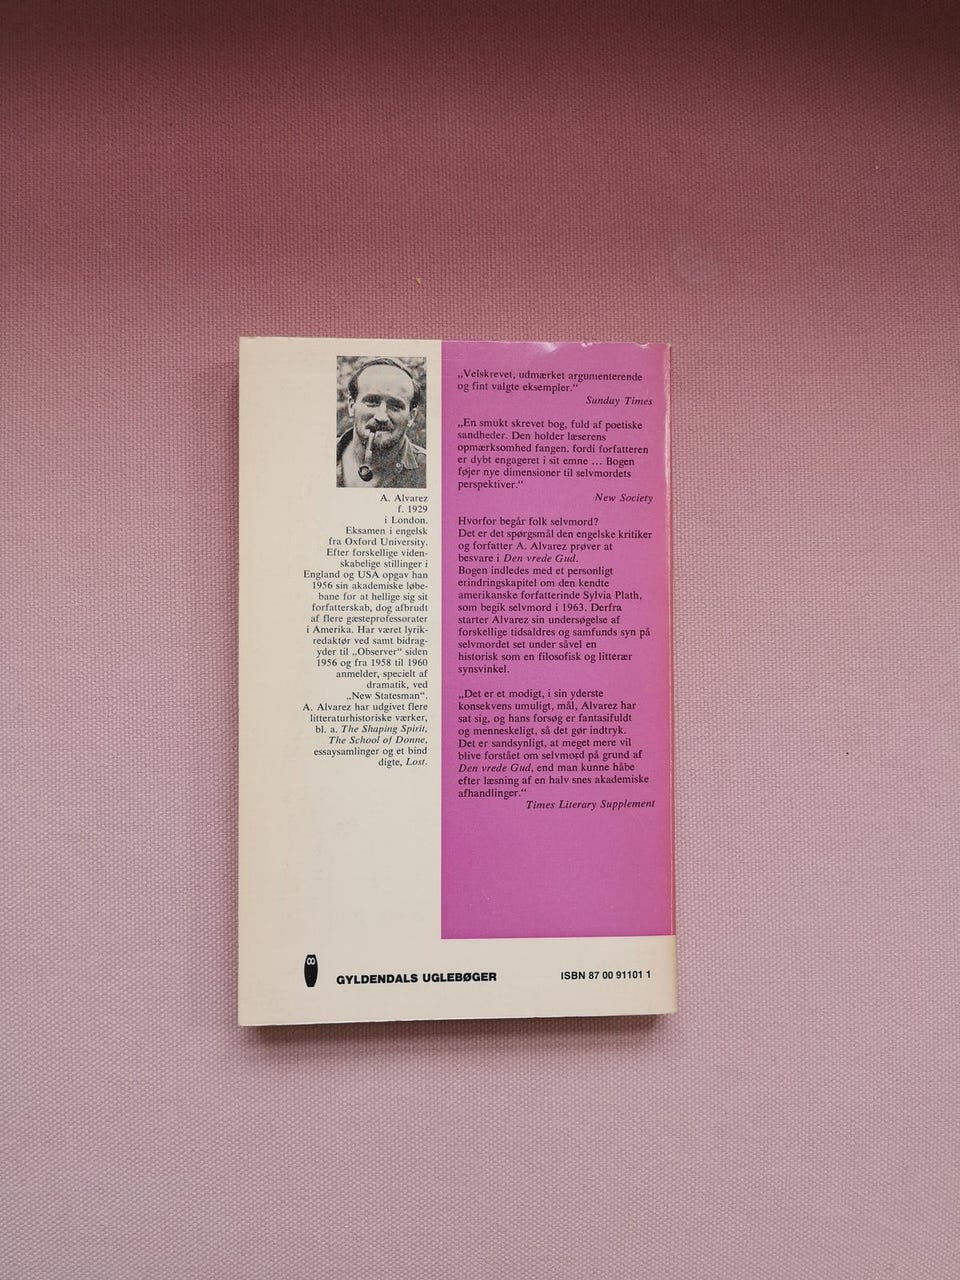 A. Alvarez
f. 1929
i London.
Eksamen i engelsk
fra Oxford University.
Efter forskellige viden-
skabelige stillinger i
England og USA opgav han
1956 sin akademiske løbe-
bane for at hellige sig sit
forfatterskab, dog afbrudt
af flere gæsteprofessorater
i Amerika. Har været lyrik-
redaktør ved samt bidrag-
yder til „Observer“ siden
1956 og fra 1958 til 1960
anmelder, specielt af
dramatik, ved
„New Statesman“.
A. Alvarez har udgivet flere
litteraturhistoriske værker,
bl. a. The Shaping Spirit,
The School of Donne,
essaysamlinger og et bind
digte, Lost.
„Velskrevet, udmærket argumenterende
og fint valgte eksempler.“
Sunday Times
„En smukt skrevet bog, fuld af poetiske
sandheder. Den holder læserens
opmærksomhed fangen, fordi forfatteren
er dybt engageret i sit emne ... Bogen
føjer nye dimensioner til selvmordets
perspektiver.“
New Society
Hvorfor begår folk selvmord?
Det er det spørgsmål den engelske kritiker
og forfatter A. Alvarez prøver at
besvare i Den vrede Gud.
Bogen indledes med et personligt
erindringskapitel om den kendte
amerikanske forfatterinde Sylvia Plath,
som begik selvmord i 1963. Derfra
starter Alvarez sin undersøgelse af
forskellige tidsaldres og samfunds syn på
selvmordet set under såvel en
historisk som en filosofisk og litterær
synsvinkel.
„Det er et modigt, i sin yderste
konsekvens umuligt, mål, Alvarez har
sat sig, og hans forsøg er fantasifuldt
og menneskeligt, så det gør indtryk.
Det er sandsynligt, at meget mere vil
blive forstået om selvmord på grund af
Den vrede Gud, end man kunne håbe
efter læsning af en halv snes akademiske
afhandlinger.“
Times Literary Supplement
GYLDENDALS UGLEBØGER
ISBN 87 00 91101 1